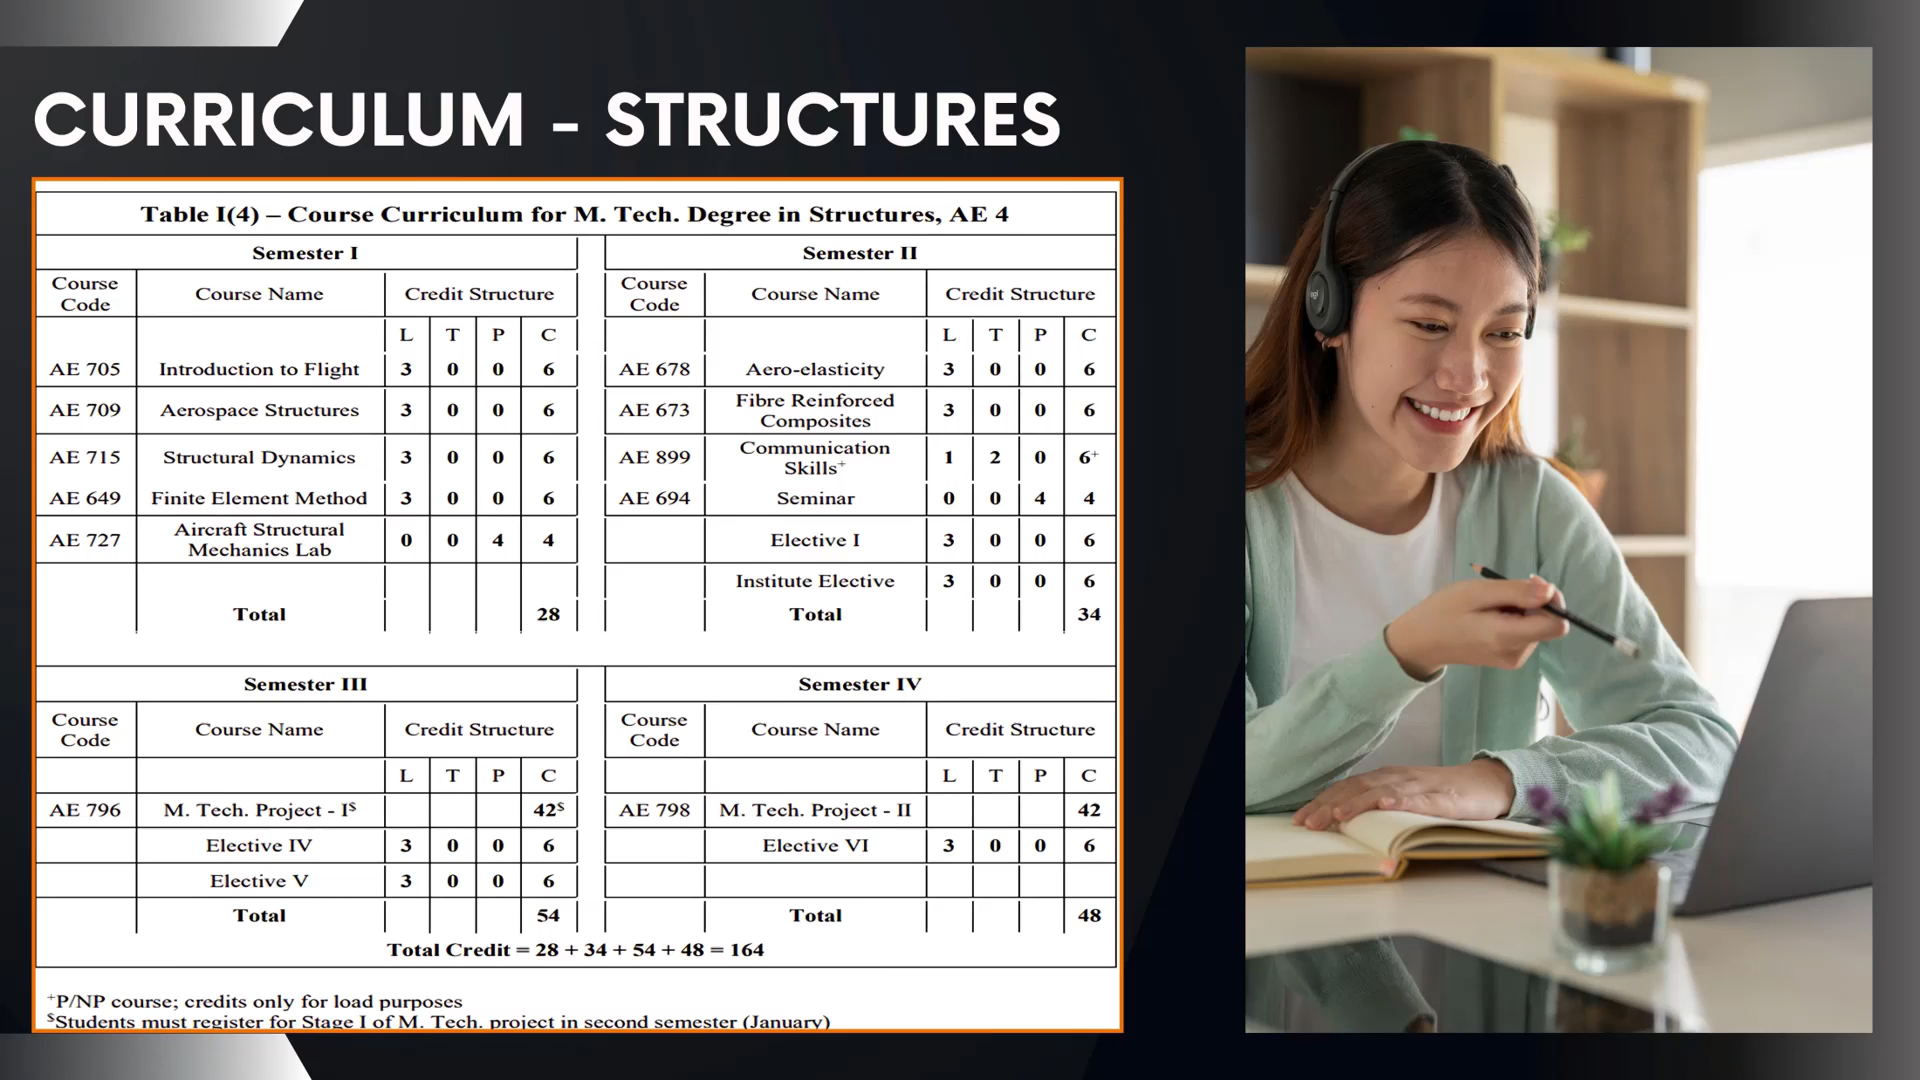 CURRICULUM - STRUCTURES
Table I(4) – Course Curriculum for M. Tech. Degree in Structures, AE 4
Semester I
Course Code Course Name Credit Structure
L T P C
AE 705 Introduction to Flight 3 0 0 6
AE 709 Aerospace Structures 3 0 0 6
AE 715 Structural Dynamics 3 0 0 6
AE 649 Finite Element Method 3 0 0 6
AE 727 Aircraft Structural Mechanics Lab 0 0 4 4
Total 28
Semester II
Course Code Course Name Credit Structure
L T P C
AE 678 Aero-elasticity 3 0 0 6
AE 673 Fibre Reinforced Composites 3 0 0 6
AE 899 Communication Skills+ 1 2 0 6+
AE 694 Seminar 0 0 4 4
Elective I 3 0 0 6
Institute Elective 3 0 0 6
Total 34
Semester III
Course Code Course Name Credit Structure
L T P C
AE 796 M. Tech. Project - I$ 42$
Elective IV 3 0 0 6
Elective V 3 0 0 6
Total 54
Semester IV
Course Code Course Name Credit Structure
L T P C
AE 798 M. Tech. Project - II 42
Elective VI 3 0 0 6
Total 48
Total Credit = 28 + 34 + 54 + 48 = 164
+P/NP course; credits only for load purposes
$Students must register for Stage I of M. Tech. project in second semester (January)